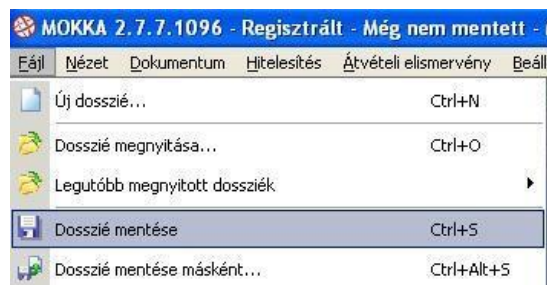 MOKKA 2.7.7.1096 - Regisztrált - Még nem mentett -
Fájl Nézet Dokumentum Hitelesítés Átvételi elismervény Beáll
Új dosszié... Ctrl+N
Dosszié megnyitása... Ctrl+O
Legutóbb megnyitott dossziék
Dosszié mentése Ctrl+S
Dosszié mentése másként... Ctrl+Alt+S